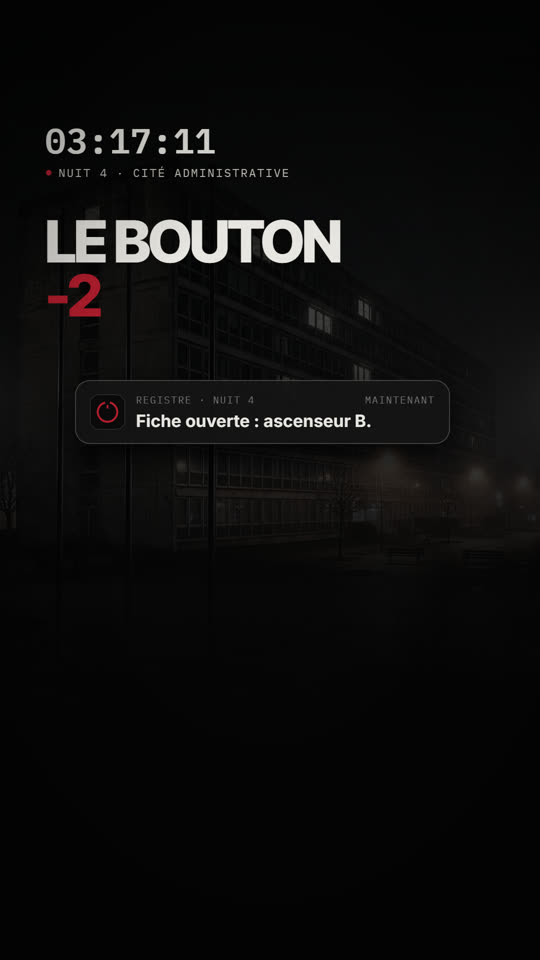 03:17:11
NUIT 4 · CITÉ ADMINISTRATIVE
LE BOUTON
-2
REGISTRE · NUIT 4 MAINTENANT
Fiche ouverte : ascenseur B.